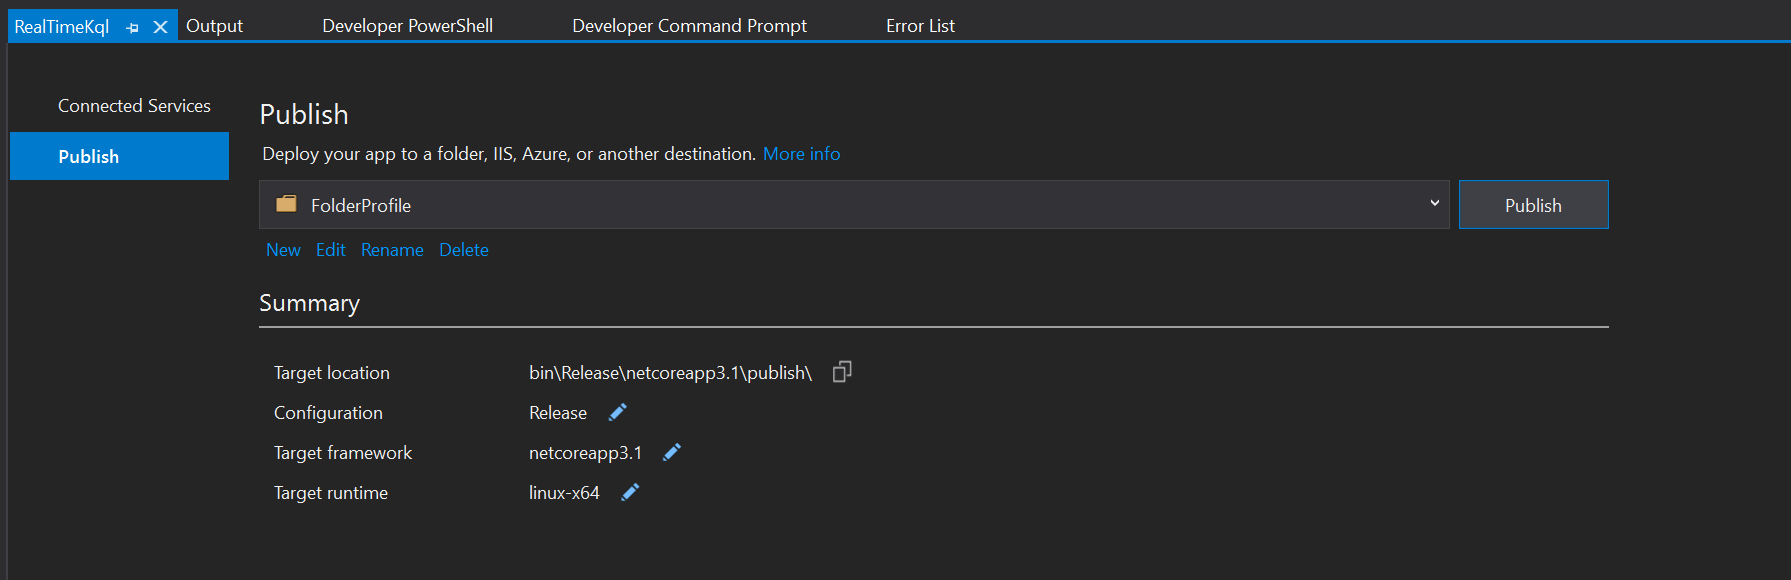 RealTimeKql Output Developer PowerShell Developer Command Prompt Error List
Connected Services
Publish
Publish
Deploy your app to a folder, IIS, Azure, or another destination. More info
FolderProfile Publish
New Edit Rename Delete
Summary
Target location bin\Release\netcoreapp3.1\publish\
Configuration Release
Target framework netcoreapp3.1
Target runtime linux-x64